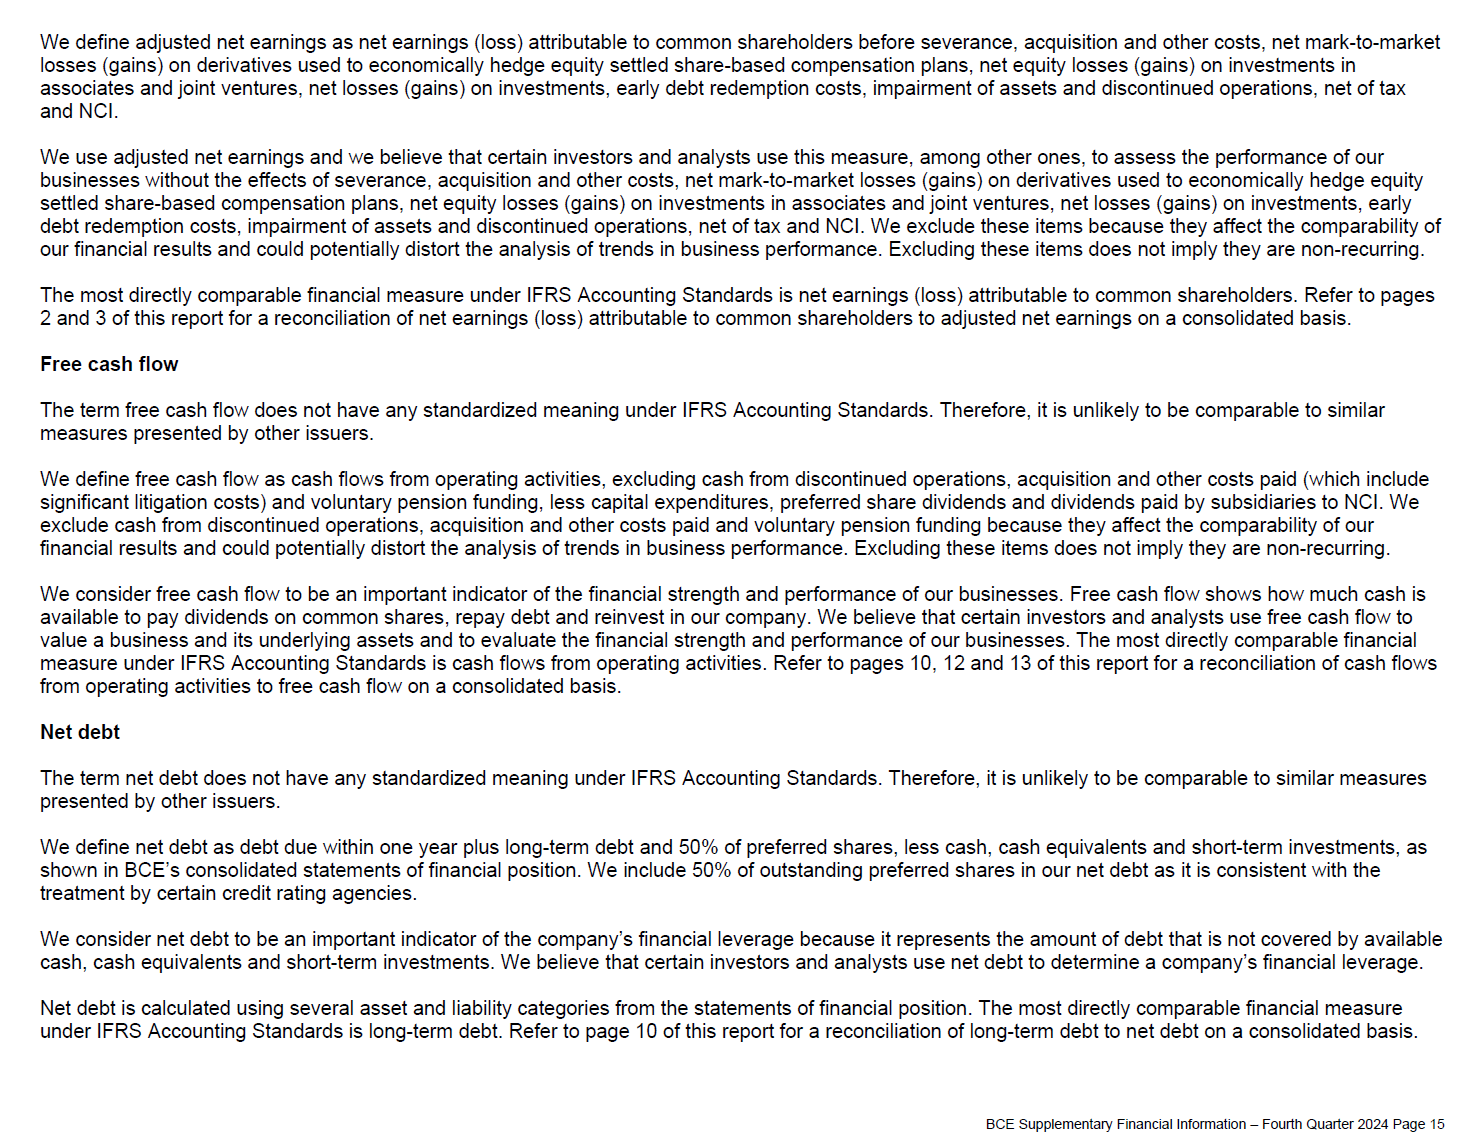 We define adjusted net earnings as net earnings (loss) attributable to common shareholders before severance, acquisition and other costs, net mark-to-market
losses (gains) on derivatives used to economically hedge equity settled share-based compensation plans, net equity losses (gains) on investments in
associates and joint ventures, net losses (gains) on investments, early debt redemption costs, impairment of assets and discontinued operations, net of tax
and NCI.
We use adjusted net earnings and we believe that certain investors and analysts use this measure, among other ones, to assess the performance of our
businesses without the effects of severance, acquisition and other costs, net mark-to-market losses (gains) on derivatives used to economically hedge equity
settled share-based compensation plans, net equity losses (gains) on investments in associates and joint ventures, net losses (gains) on investments, early
debt redemption costs, impairment of assets and discontinued operations, net of tax and NCI. We exclude these items because they affect the comparability of
our financial results and could potentially distort the analysis of trends in business performance. Excluding these items does not imply they are non-recurring.
The most directly comparable financial measure under IFRS Accounting Standards is net earnings (loss) attributable to common shareholders. Refer to pages
2 and 3 of this report for a reconciliation of net earnings (loss) attributable to common shareholders to adjusted net earnings on a consolidated basis.
Free cash flow
The term free cash flow does not have any standardized meaning under IFRS Accounting Standards. Therefore, it is unlikely to be comparable to similar
measures presented by other issuers.
We define free cash flow as cash flows from operating activities, excluding cash from discontinued operations, acquisition and other costs paid (which include
significant litigation costs) and voluntary pension funding, less capital expenditures, preferred share dividends and dividends paid by subsidiaries to NCI. We
exclude cash from discontinued operations, acquisition and other costs paid and voluntary pension funding because they affect the comparability of our
financial results and could potentially distort the analysis of trends in business performance. Excluding these items does not imply they are non-recurring.
We consider free cash flow to be an important indicator of the financial strength and performance of our businesses. Free cash flow shows how much cash is
available to pay dividends on common shares, repay debt and reinvest in our company. We believe that certain investors and analysts use free cash flow to
value a business and its underlying assets and to evaluate the financial strength and performance of our businesses. The most directly comparable financial
measure under IFRS Accounting Standards is cash flows from operating activities. Refer to pages 10, 12 and 13 of this report for a reconciliation of cash flows
from operating activities to free cash flow on a consolidated basis.
Net debt
The term net debt does not have any standardized meaning under IFRS Accounting Standards. Therefore, it is unlikely to be comparable to similar measures
presented by other issuers.
We define net debt as debt due within one year plus long-term debt and 50% of preferred shares, less cash, cash equivalents and short-term investments, as
shown in BCE’s consolidated statements of financial position. We include 50% of outstanding preferred shares in our net debt as it is consistent with the
treatment by certain credit rating agencies.
We consider net debt to be an important indicator of the company’s financial leverage because it represents the amount of debt that is not covered by available
cash, cash equivalents and short-term investments. We believe that certain investors and analysts use net debt to determine a company’s financial leverage.
Net debt is calculated using several asset and liability categories from the statements of financial position. The most directly comparable financial measure
under IFRS Accounting Standards is long-term debt. Refer to page 10 of this report for a reconciliation of long-term debt to net debt on a consolidated basis.
BCE Supplementary Financial Information – Fourth Quarter 2024 Page 15